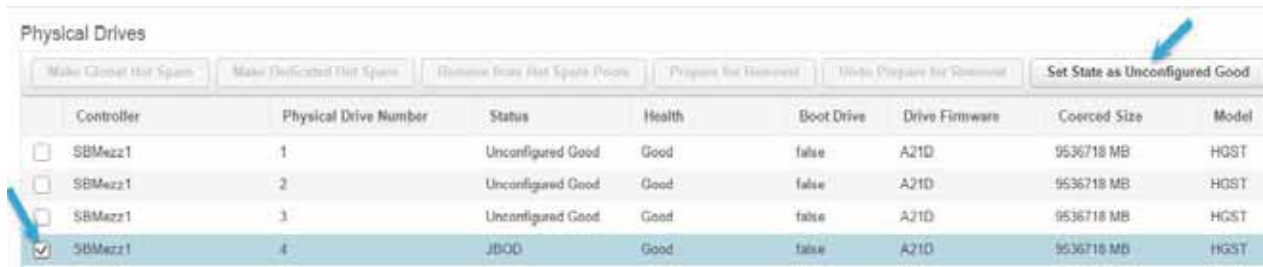 Physical Drives
Make Global Hot Spare Make Dedicated Hot Spare Remove from Hot Spare Pools Prepare for Removal Undo Prepare for Removal Set State as Unconfigured Good
Controller Physical Drive Number Status Health Boot Drive Drive Firmware Coerced Size Model
SBMezz1 1 Unconfigured Good Good false A21D 9536718 MB HGST
SBMezz1 2 Unconfigured Good Good false A21D 9536718 MB HGST
SBMezz1 3 Unconfigured Good Good false A21D 9536718 MB HGST
SBMezz1 4 JBOD Good false A21D 9536718 MB HGST